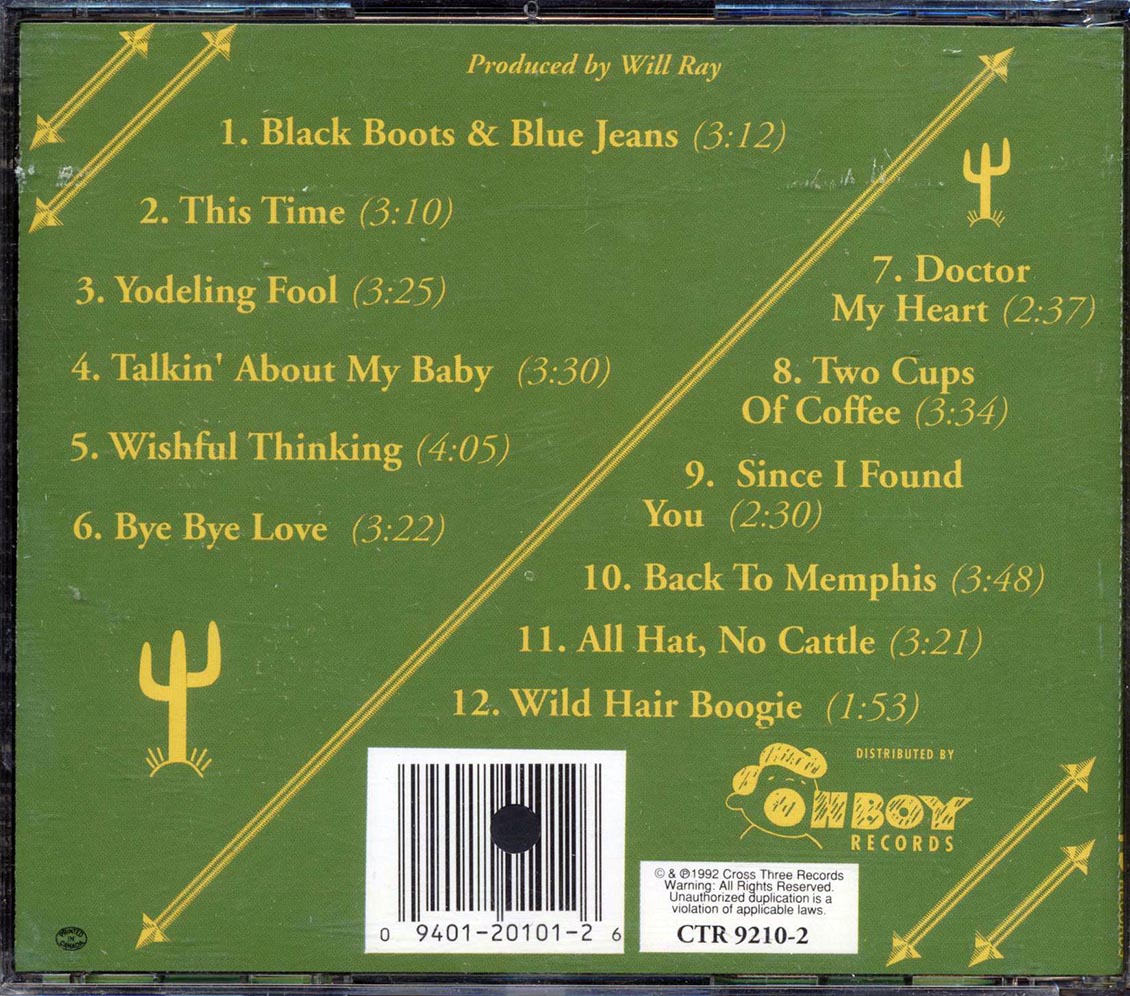 Produced by Will Ray
1. Black Boots & Blue Jeans (3:12)
2. This Time (3:10)
3. Yodeling Fool (3:25)
4. Talkin' About My Baby (3:30)
5. Wishful Thinking (4:05)
6. Bye Bye Love (3:22)
7. Doctor
My Heart (2:37)
8. Two Cups
Of Coffee (3:34)
9. Since I Found
You (2:30)
10. Back To Memphis (3:48)
11. All Hat, No Cattle (3:21)
12. Wild Hair Boogie (1:53)
DISTRIBUTED BY
OH BOY
RECORDS
© & ℗1992 Cross Three Records
Warning: All Rights Reserved.
Unauthorized duplication is a
violation of applicable laws.
CTR 9210-2
0 9401-20101-2 6
PRINTED
IN
CANADA